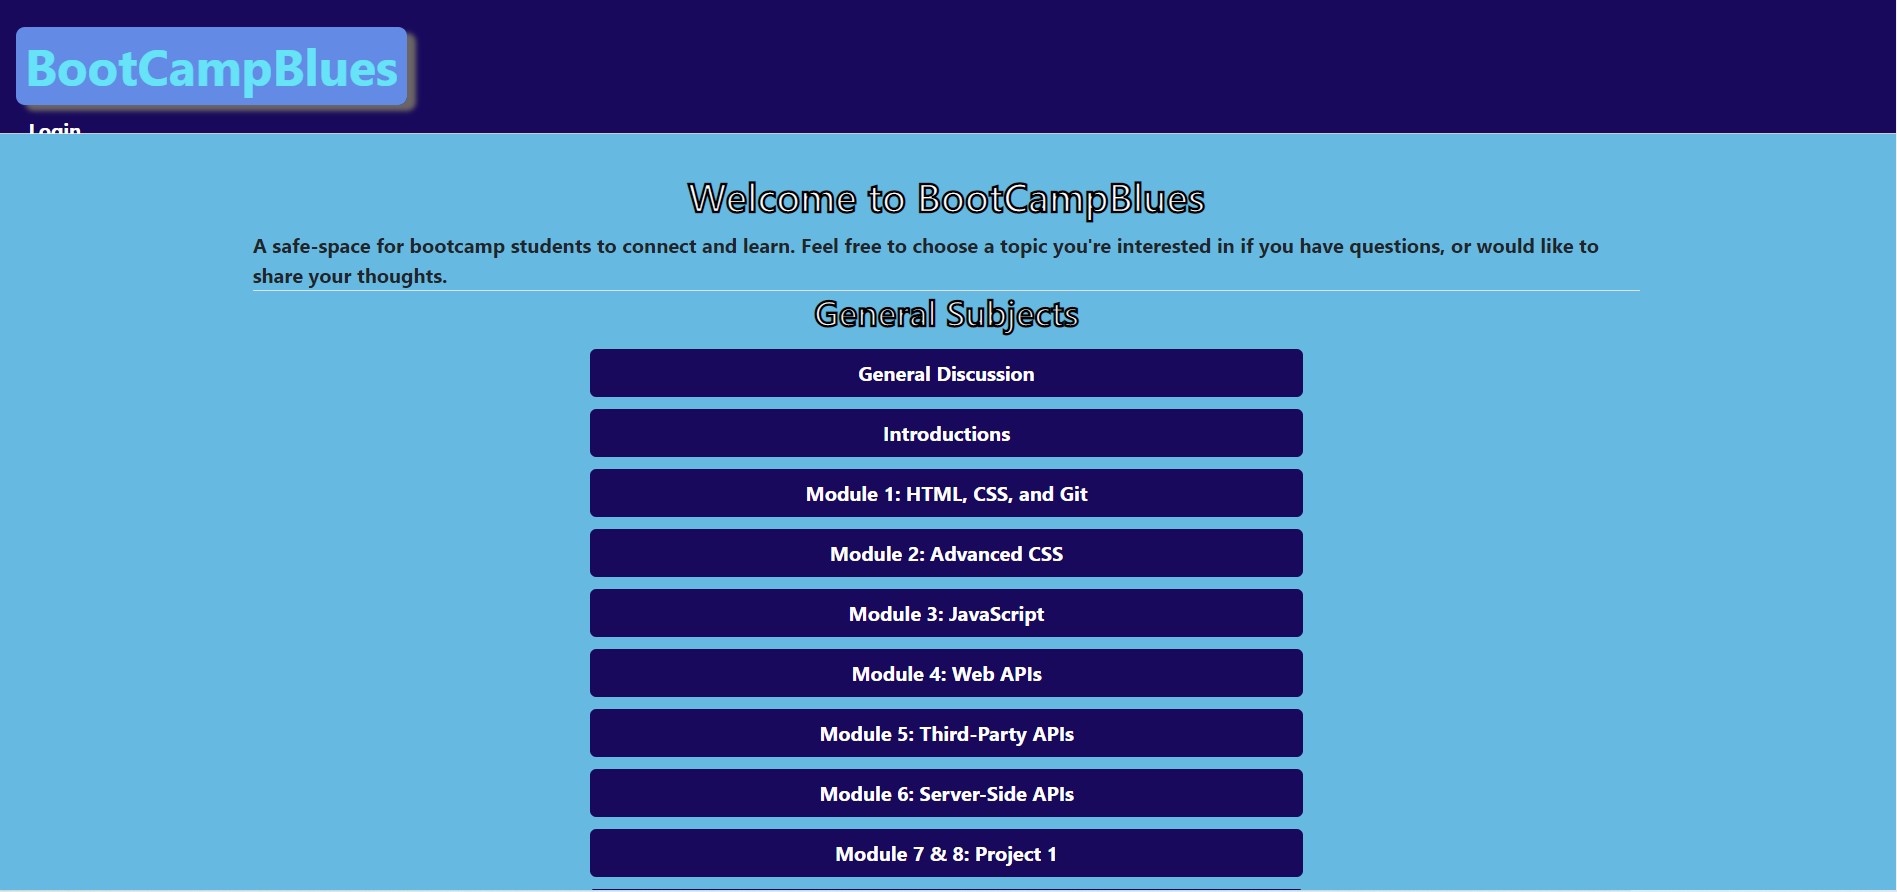 BootCampBlues
Login
Welcome to BootCampBlues
A safe-space for bootcamp students to connect and learn. Feel free to choose a topic you're interested in if you have questions, or would like to
share your thoughts.
General Subjects
General Discussion
Introductions
Module 1: HTML, CSS, and Git
Module 2: Advanced CSS
Module 3: JavaScript
Module 4: Web APIs
Module 5: Third-Party APIs
Module 6: Server-Side APIs
Module 7 & 8: Project 1